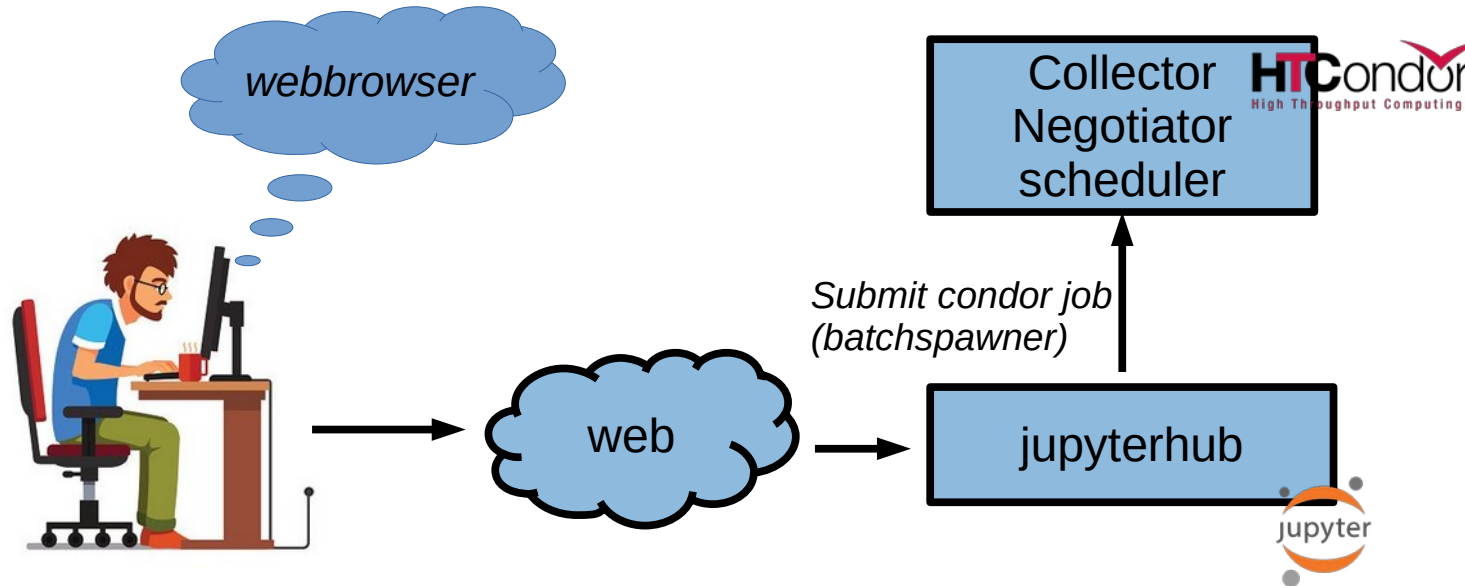 webbrowser
Collector
Negotiator
scheduler
HTCondor
High Throughput Computing
Submit condor job
(batchspawner)
web
jupyterhub
jupyter